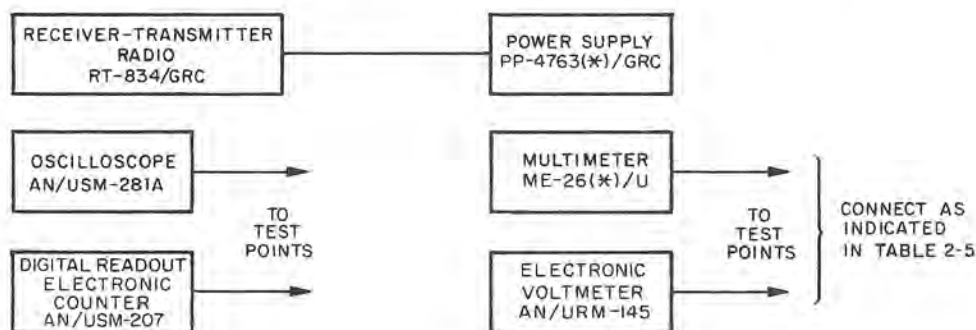 RECEIVER-TRANSMITTER
RADIO
RT-834/GRC
POWER SUPPLY
PP-4763(*)/GRC
OSCILLOSCOPE
AN/USM-281A
TO
TEST
POINTS
DIGITAL READOUT
ELECTRONIC
COUNTER
AN/USM-207
MULTIMETER
ME-26(*)/U
TO
TEST
POINTS
ELECTRONIC
VOLTMETER
AN/URM-145
CONNECT AS
INDICATED
IN TABLE 2-5